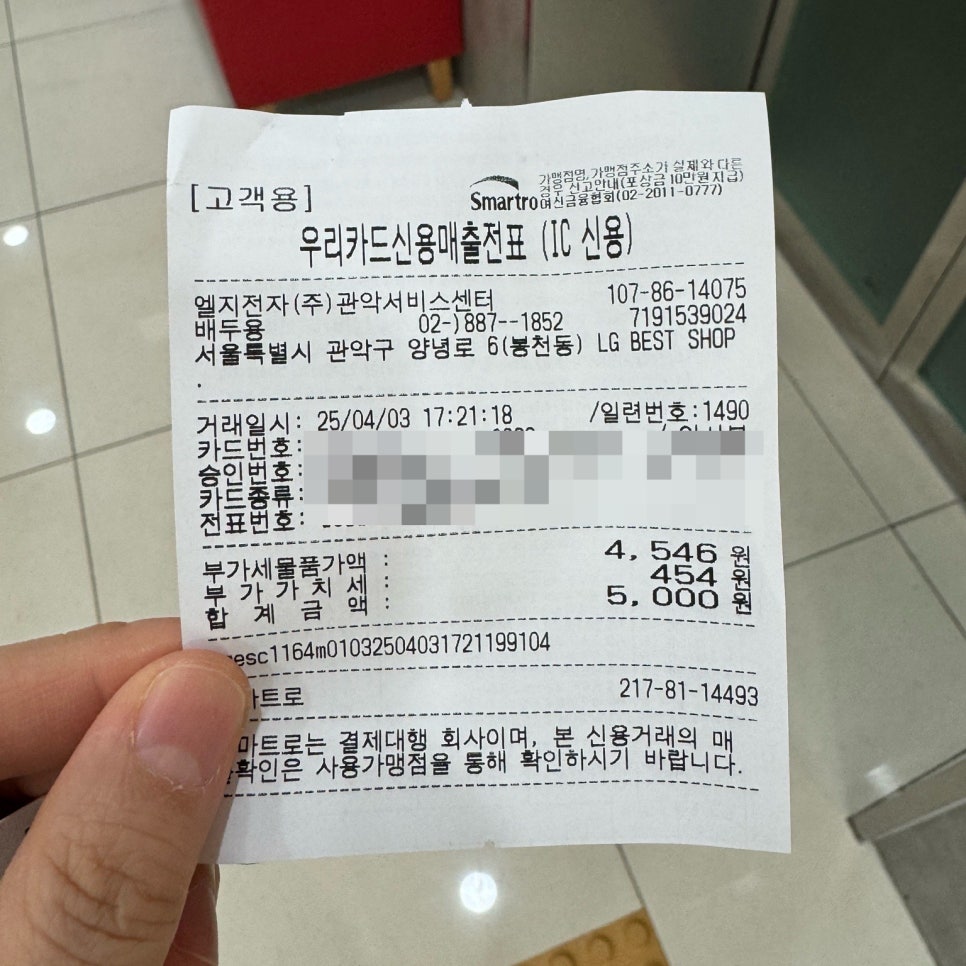 [고객용]
Smartro
가맹점명,가맹점주소가 실제와 다른
경우 신고안내(포상금 10만원지급)
여신금융협회(02-2011-0777)
우리카드신용매출전표 (IC 신용)
엘지전자(주)관악서비스센터 107-86-14075
배두용 02-)887--1852 7191539024
서울특별시 관악구 양녕로 6(봉천동) LG BEST SHOP
.
거래일시: 25/04/03 17:21:18 /일련번호:1490
카드번호:
승인번호:
카드종류:
전표번호:
부가세물품가액 : 4,546 원
부 가 가 치 세 : 454 원
합 계 금 액 : 5,000 원
esc1164m01032504031721199104
트로 217-81-14493
마트로는 결제대행 회사이며, 본 신용거래의 매
확인은 사용가맹점을 통해 확인하시기 바랍니다.